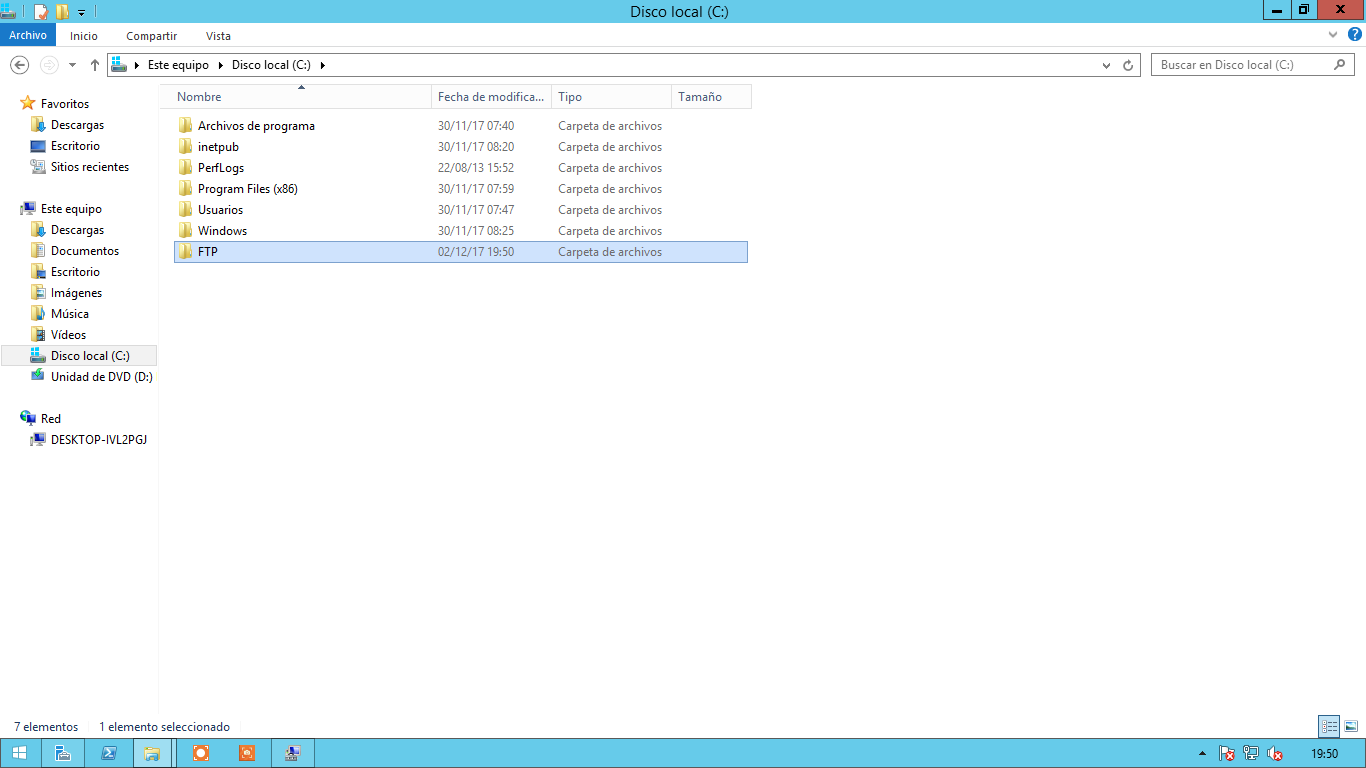 Disco local (C:)
Archivo Inicio Compartir Vista
Este equipo Disco local (C:) Buscar en Disco local (C:)
Nombre Fecha de modifica... Tipo Tamaño
Favoritos
Descargas
Escritorio
Sitios recientes
Este equipo
Descargas
Documentos
Escritorio
Imágenes
Música
Vídeos
Disco local (C:)
Unidad de DVD (D:)
Red
DESKTOP-IVL2PGJ
Archivos de programa 30/11/17 07:40 Carpeta de archivos
inetpub 30/11/17 08:20 Carpeta de archivos
PerfLogs 22/08/13 15:52 Carpeta de archivos
Program Files (x86) 30/11/17 07:59 Carpeta de archivos
Usuarios 30/11/17 07:47 Carpeta de archivos
Windows 30/11/17 08:25 Carpeta de archivos
FTP 02/12/17 19:50 Carpeta de archivos
7 elementos 1 elemento seleccionado
19:50